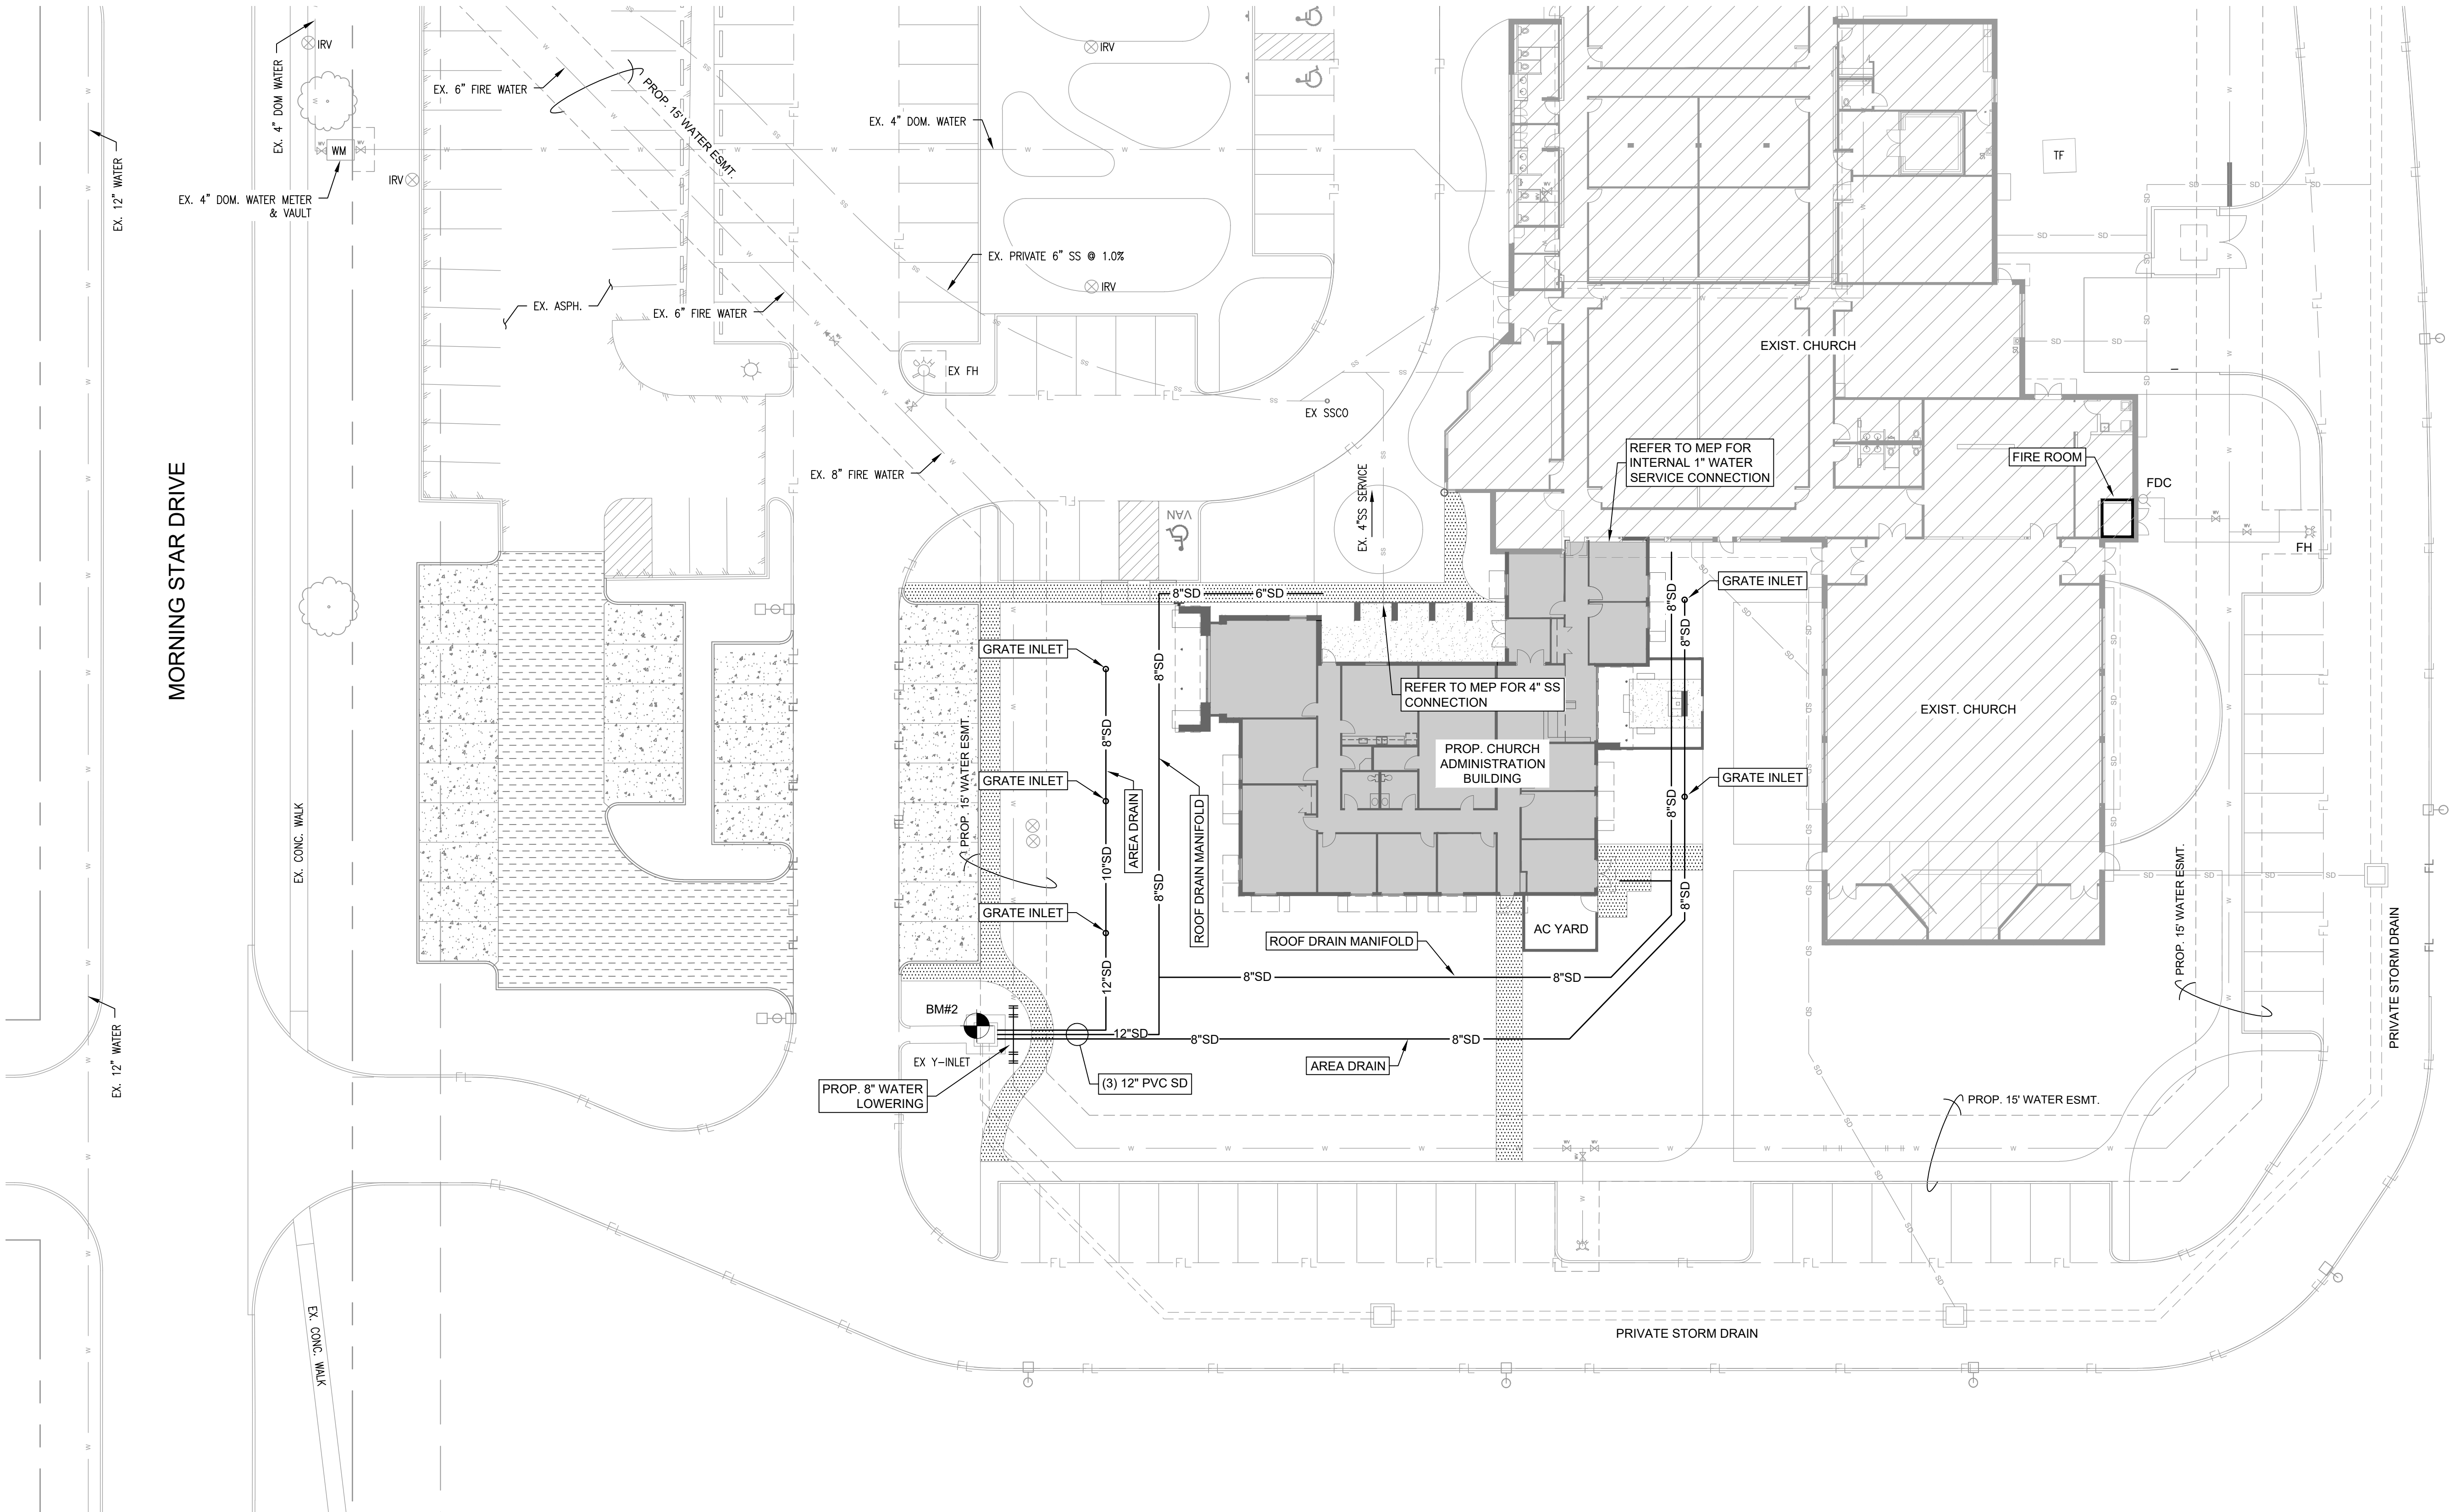 IRV
EX. 4" DOM WATER
WM
WV
WV
IRV
EX. 4" DOM. WATER METER
& VAULT
EX. 12" WATER
EX. 6" FIRE WATER
PROP. 15' WATER ESMT.
IRV
EX. 4" DOM. WATER
EX. PRIVATE 6" SS @ 1.0%
IRV
EX. ASPH.
EX. 6" FIRE WATER
EX FH
EX SSCO
EX. 8" FIRE WATER
VAN
EX. 4"SS SERVICE
TF
EXIST. CHURCH
REFER TO MEP FOR
INTERNAL 1" WATER
SERVICE CONNECTION
FIRE ROOM
FDC
FH
MORNING STAR DRIVE
EX. CONC. WALK
8"SD
6"SD
GRATE INLET
GRATE INLET
8"SD
8"SD
8"SD
GRATE INLET
8"SD
REFER TO MEP FOR 4" SS
CONNECTION
EXIST. CHURCH
PROP. 15' WATER ESMT.
PROP. CHURCH
ADMINISTRATION
BUILDING
GRATE INLET
GRATE INLET
8"SD
AREA DRAIN
ROOF DRAIN MANIFOLD
10"SD
8"SD
8"SD
GRATE INLET
AC YARD
ROOF DRAIN MANIFOLD
12"SD
8"SD
8"SD
PROP. 15' WATER ESMT.
PRIVATE STORM DRAIN
BM#2
12"SD
8"SD
8"SD
EX Y-INLET
AREA DRAIN
(3) 12" PVC SD
PROP. 8" WATER
LOWERING
EX. 12" WATER
PROP. 15' WATER ESMT.
PRIVATE STORM DRAIN
EX. CONC. WALK